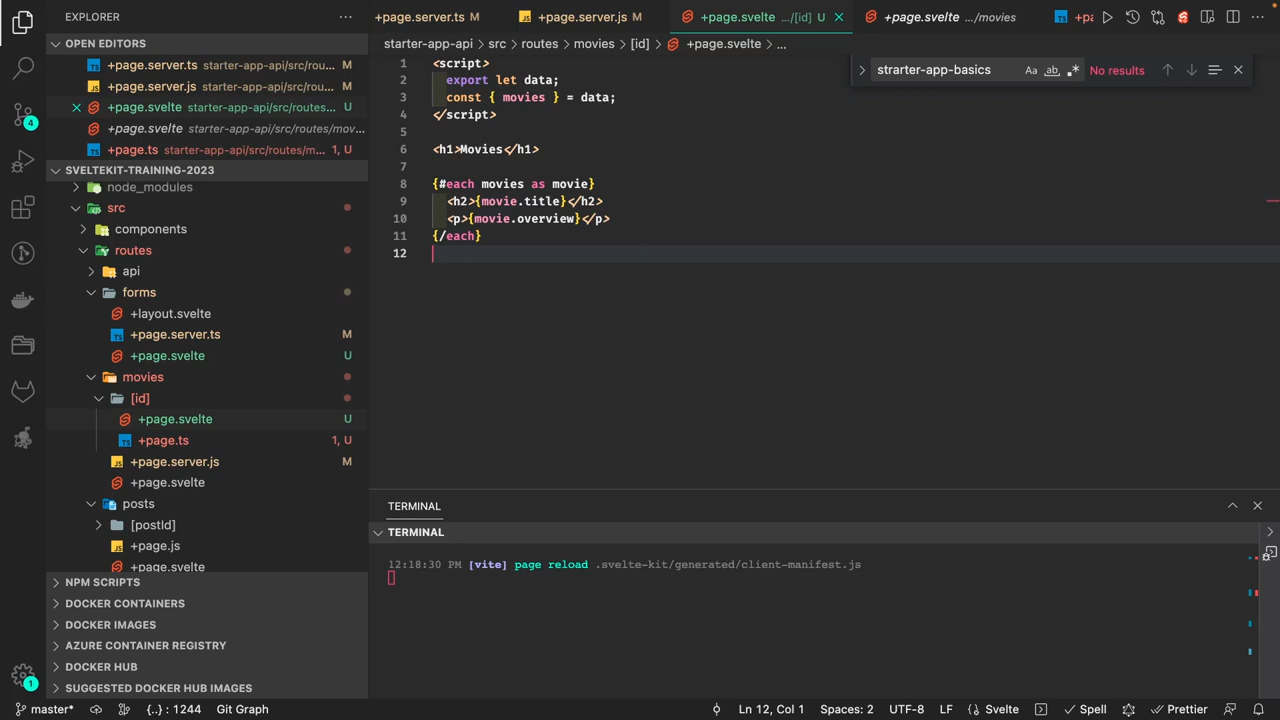 EXPLORER
OPEN EDITORS
+page.server.ts starter-app-api/src/rou... M
+page.server.js starter-app-api/src/rou... M
+page.svelte starter-app-api/src/routes... U
+page.svelte starter-app-api/src/routes/mov...
+page.ts starter-app-api/src/routes/m... 1, U
SVELTEKIT-TRAINING-2023
node_modules
src
components
routes
api
forms
+layout.svelte
+page.server.ts M
+page.svelte U
movies
[id]
+page.svelte U
+page.ts 1, U
+page.server.js M
+page.svelte
posts
[postId]
+page.js
+page.svelte
NPM SCRIPTS
DOCKER CONTAINERS
DOCKER IMAGES
AZURE CONTAINER REGISTRY
DOCKER HUB
SUGGESTED DOCKER HUB IMAGES
4
1
+page.server.ts M
+page.server.js M
+page.svelte .../[id] U
+page.svelte .../movies
+pa
starter-app-api > src > routes > movies > [id] > +page.svelte > ...
strarter-app-basics Aa ab No results
1 <script>
2 export let data;
3 const { movies } = data;
4 </script>
5
6 <h1>Movies</h1>
7
8 {#each movies as movie}
9 <h2>{movie.title}</h2>
10 <p>{movie.overview}</p>
11 {/each}
12
TERMINAL
TERMINAL
12:18:30 PM [vite] page reload .svelte-kit/generated/client-manifest.js
master* {..} : 1244 Git Graph Ln 12, Col 1 Spaces: 2 UTF-8 LF Svelte Spell Prettier